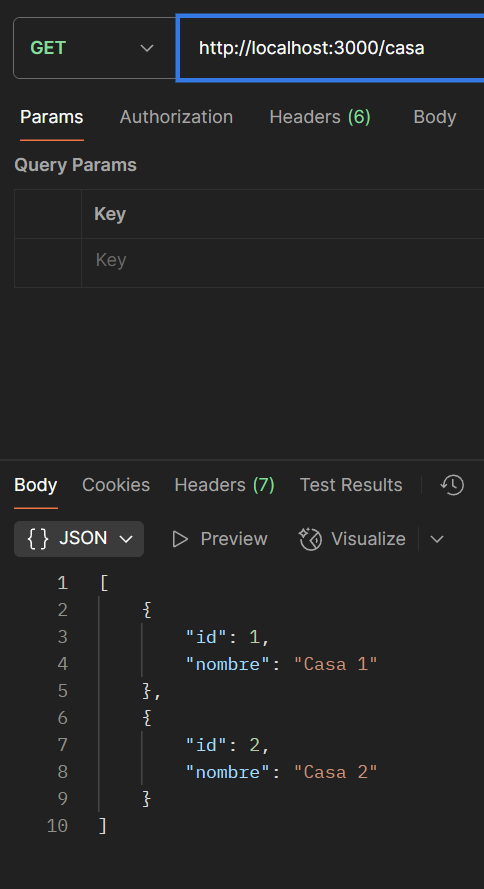 GET http://localhost:3000/casa
Params Authorization Headers (6) Body
Query Params
Key
Key
Body Cookies Headers (7) Test Results
{} JSON Preview Visualize
1 [
2 {
3 "id": 1,
4 "nombre": "Casa 1"
5 },
6 {
7 "id": 2,
8 "nombre": "Casa 2"
9 }
10 ]